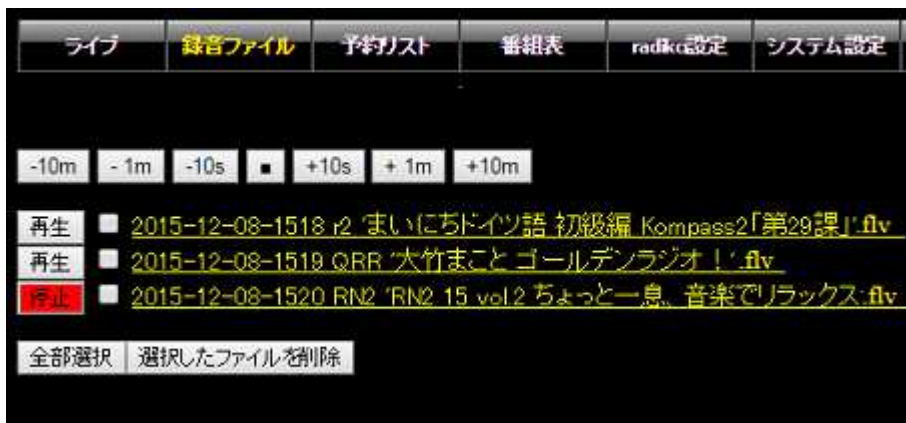 ライブ 録音ファイル 予約リスト 番組表 radiko設定 システム設定
-10m - 1m -10s ■ +10s + 1m +10m
再生 2015-12-08-1518 r2 'まいにちドイツ語 初級編 Kompass2「第29課」'.flv
再生 2015-12-08-1519 QRR '大竹まこと ゴールデンラジオ！'.flv
停止 2015-12-08-1520 RN2 'RN2 15 vol.2 ちょっと一息、音楽でリラックス.flv
全部選択 選択したファイルを削除